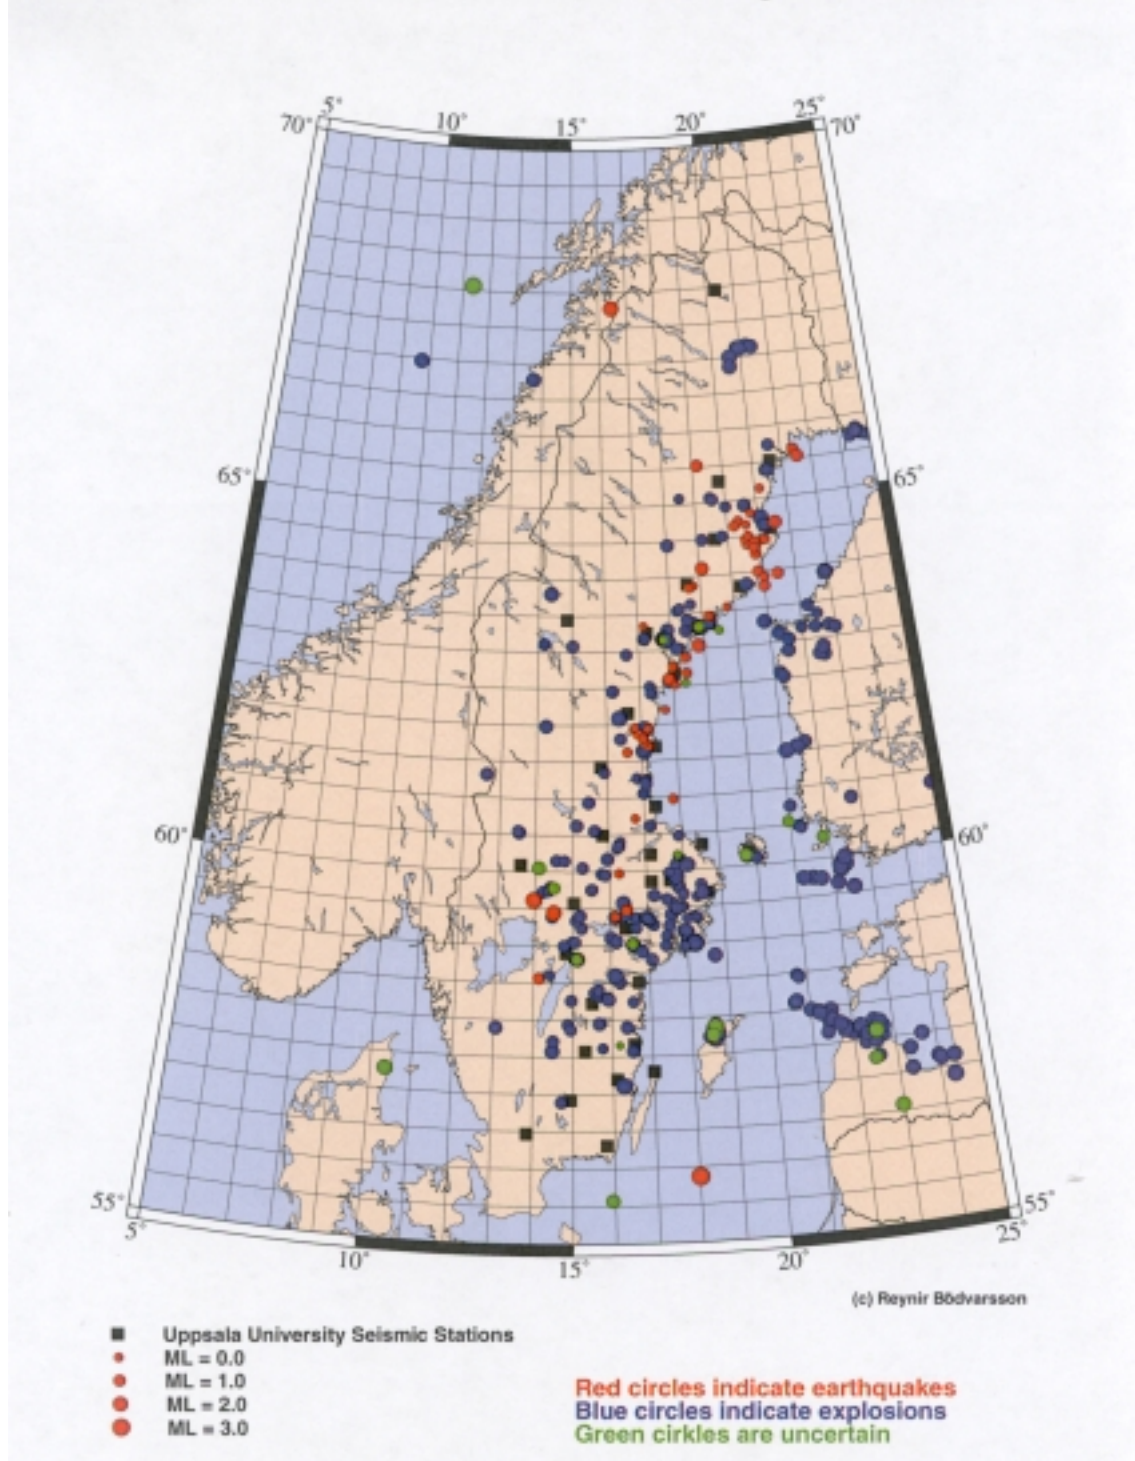 5° 10° 15° 20° 25°
70° 70°
65° 65°
60° 60°
55° 55°
5° 10° 15° 20° 25°
(c) Reynir Bödvarsson
Uppsala University Seismic Stations
ML = 0.0
ML = 1.0
ML = 2.0
ML = 3.0
Red circles indicate earthquakes
Blue circles indicate explosions
Green cirkles are uncertain